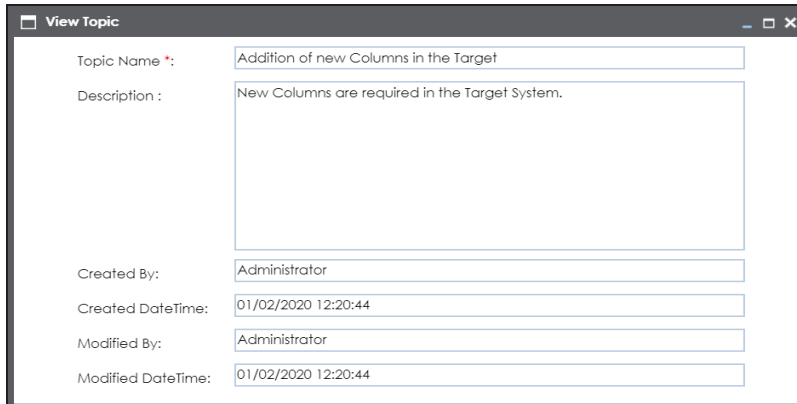 View Topic
Topic Name *: Addition of new Columns in the Target
Description : New Columns are required in the Target System.
Created By: Administrator
Created DateTime: 01/02/2020 12:20:44
Modified By: Administrator
Modified DateTime: 01/02/2020 12:20:44